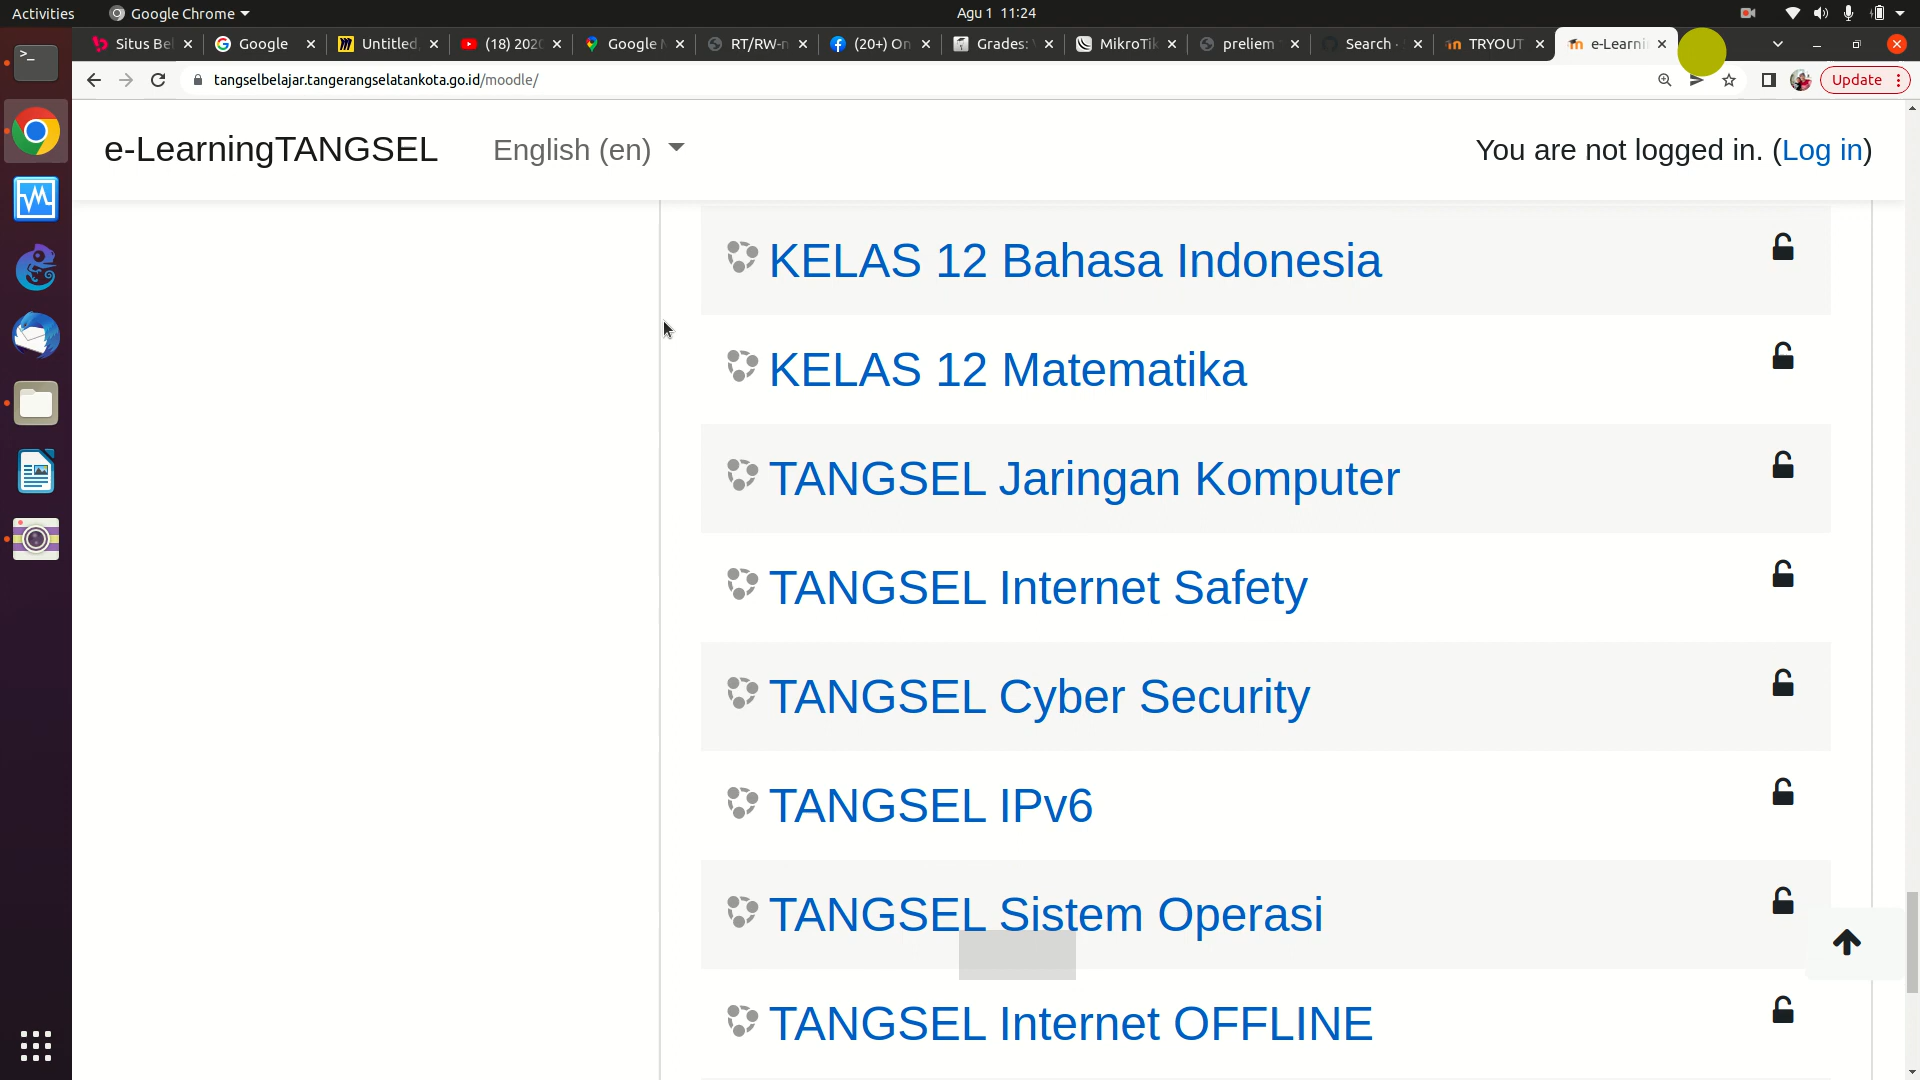 Activities Google Chrome Agu 1 11:24
Situs Be Google Untitled (18) 202 Google RT/RW-n (20+) On Grades: MikroTik preliem Search - TRYOUT e-Learni
tangselbelajar.tangerangselatankota.go.id/moodle/ Update
e-LearningTANGSEL English (en) You are not logged in. (Log in)
KELAS 12 Bahasa Indonesia
KELAS 12 Matematika
TANGSEL Jaringan Komputer
TANGSEL Internet Safety
TANGSEL Cyber Security
TANGSEL IPv6
TANGSEL Sistem Operasi
TANGSEL Internet OFFLINE